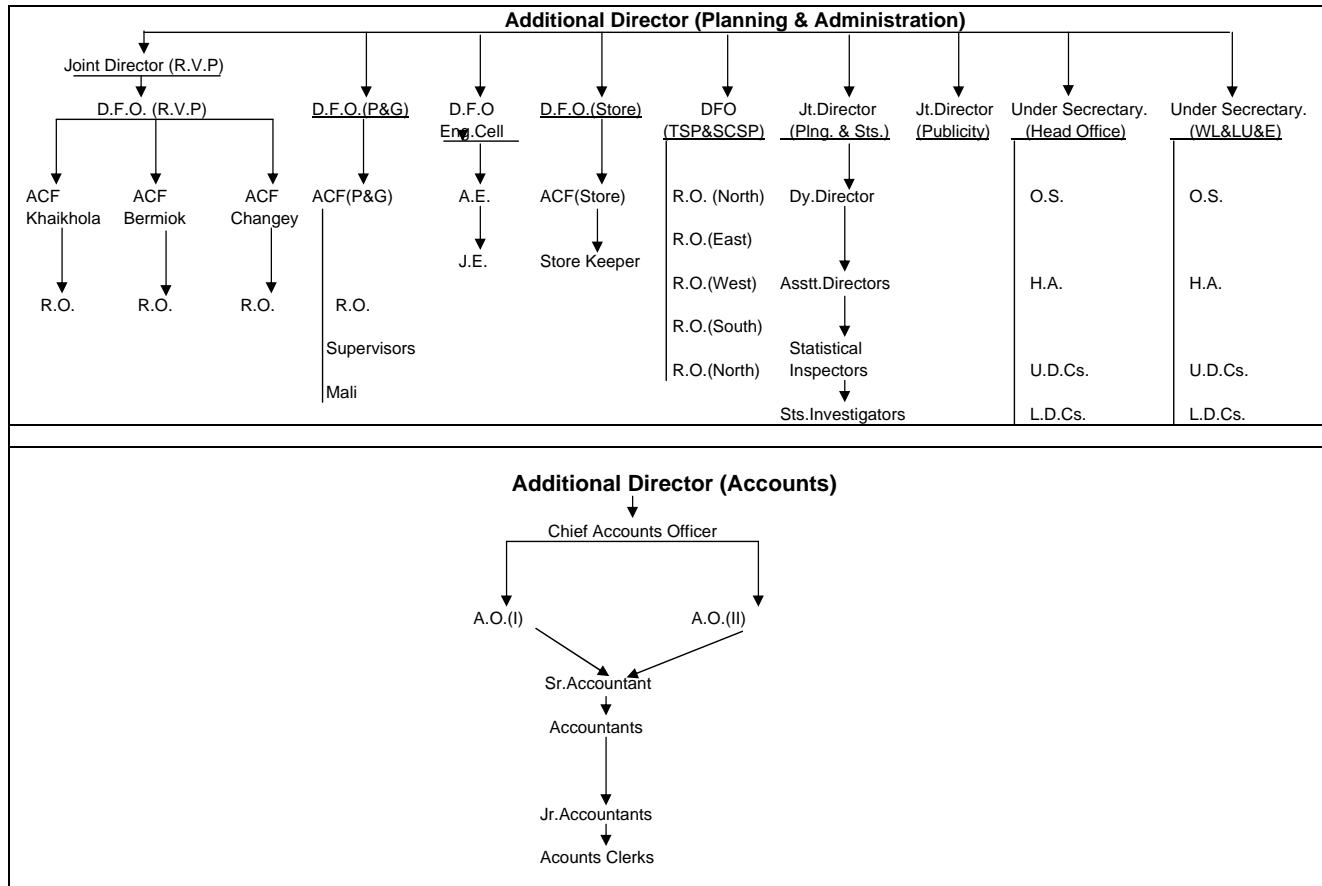 Additional Director (Planning & Administration)
Joint Director (R.V.P)
D.F.O. (R.V.P)
D.F.O.(P&G)
D.F.O
Eng.Cell
D.F.O.(Store)
DFO
(TSP&SCSP)
Jt.Director
(Plng. & Sts.)
Jt.Director
(Publicity)
Under Secretary.
(Head Office)
Under Secretary.
(WL&LU&E)
ACF
Khaikhola
ACF
Bermiok
ACF
Changey
ACF(P&G)
A.E.
ACF(Store)
R.O. (North)
Dy.Director
O.S.
O.S.
R.O.(East)
J.E.
Store Keeper
R.O.(West)
Asstt.Directors
H.A.
H.A.
R.O.
R.O.
R.O.
R.O.
R.O.(South)
Supervisors
Statistical
Inspectors
R.O.(North)
U.D.Cs.
U.D.Cs.
Mali
Sts.Investigators
L.D.Cs.
L.D.Cs.
Additional Director (Accounts)
Chief Accounts Officer
A.O.(I)
A.O.(II)
Sr.Accountant
Accountants
Jr.Accountants
Acounts Clerks